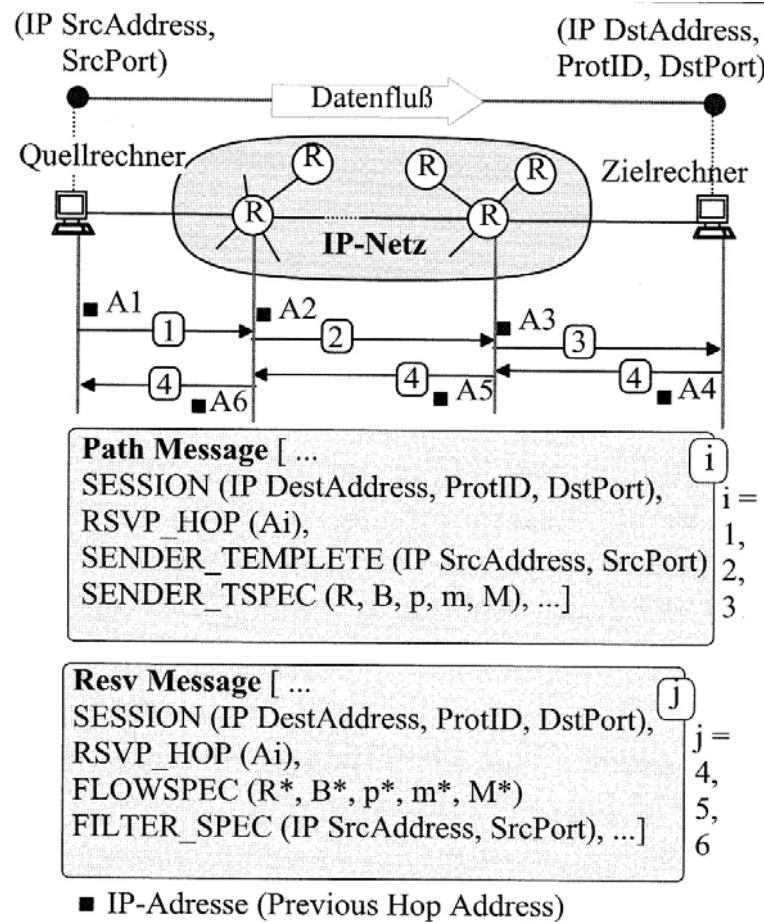 (IP SrcAddress,
SrcPort)
(IP DstAddress,
ProtID, DstPort)
Datenfluß
Quellrechner
Zielrechner
R
R
R
R
R
IP-Netz
A1
1
A2
2
A3
3
4
A6
4
A5
4
A4
Path Message [ ...
SESSION (IP DestAddress, ProtID, DstPort),
RSVP_HOP (Ai),
SENDER_TEMPLETE (IP SrcAddress, SrcPort)
SENDER_TSPEC (R, B, p, m, M), ...]
i
i =
1,
2,
3
Resv Message [ ...
SESSION (IP DestAddress, ProtID, DstPort),
RSVP_HOP (Ai),
FLOWSPEC (R*, B*, p*, m*, M*)
FILTER_SPEC (IP SrcAddress, SrcPort), ...]
j
j =
4,
5,
6
■ IP-Adresse (Previous Hop Address)